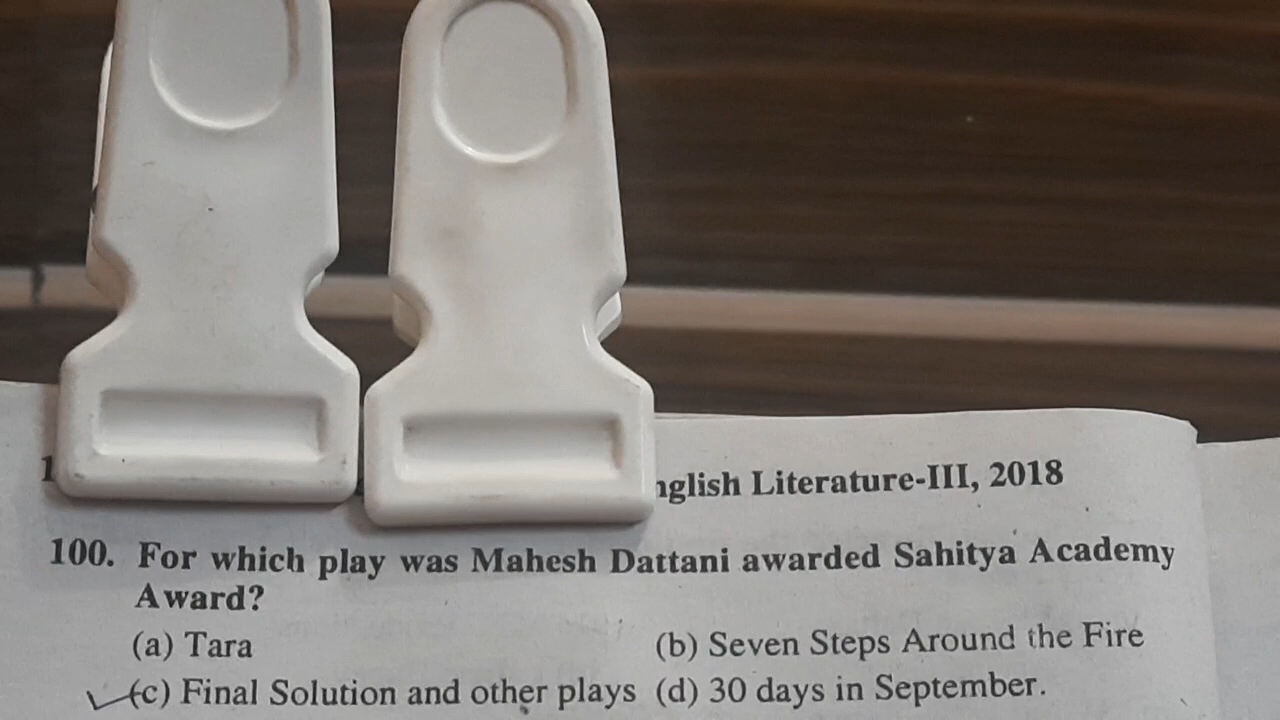 nglish Literature-III, 2018
100. For which play was Mahesh Dattani awarded Sahitya Academy
Award?
(a) Tara (b) Seven Steps Around the Fire
(c) Final Solution and other plays (d) 30 days in September.